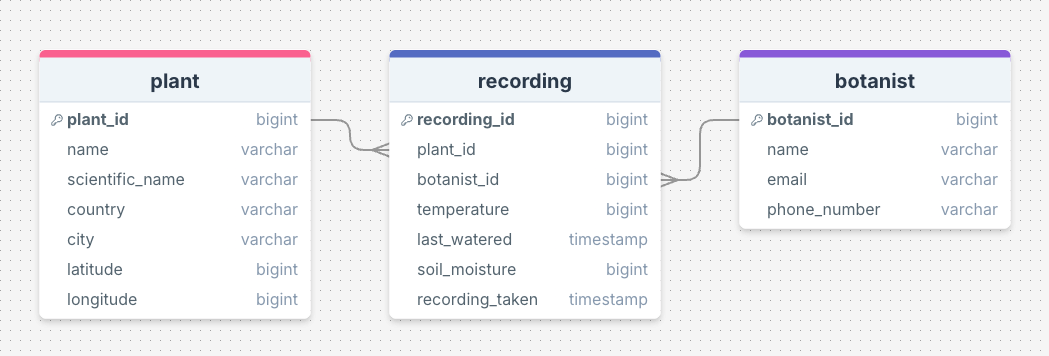 plant
plant_id bigint
name varchar
scientific_name varchar
country varchar
city varchar
latitude bigint
longitude bigint
recording
recording_id bigint
plant_id bigint
botanist_id bigint
temperature bigint
last_watered timestamp
soil_moisture bigint
recording_taken timestamp
botanist
botanist_id bigint
name varchar
email varchar
phone_number varchar